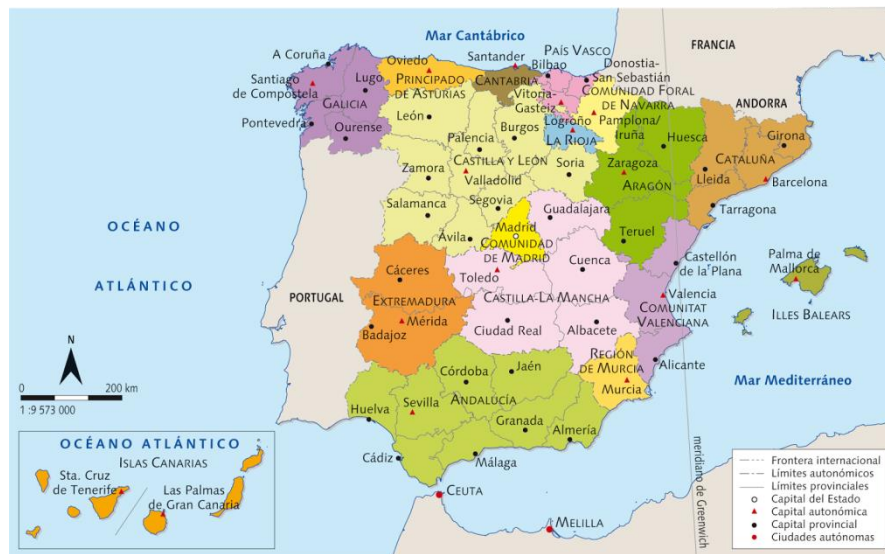 Mar Cantábrico
FRANCIA
ANDORRA
A Coruña
Santiago
de Compostela
Lugo
GALICIA
Pontevedra
Ourense
Oviedo
PRINCIPADO
DE ASTURIAS
Santander
CANTABRIA
PAÍS VASCO
Bilbao
Donostia-
San Sebastián
Vitoria-
Gasteiz
COMUNIDAD FORAL
DE NAVARRA
Pamplona/
Iruña
Logroño
LA RIOJA
León
Palencia
Burgos
Zamora
CASTILLA Y LEÓN
Valladolid
Soria
Salamanca
Segovia
Ávila
Huesca
Zaragoza
ARAGÓN
Teruel
Girona
CATALUÑA
Lleida
Barcelona
Tarragona
Madrid
COMUNIDAD
DE MADRID
Guadalajara
Toledo
Cuenca
CASTILLA-LA MANCHA
Ciudad Real
Albacete
Castellón
de la Plana
Valencia
COMUNITAT
VALENCIANA
Alicante
Palma de
Mallorca
ILLES BALEARS
Cáceres
EXTREMADURA
Mérida
Badajoz
REGIÓN
DE MURCIA
Murcia
Córdoba
Jaén
Sevilla
ANDALUCÍA
Huelva
Granada
Almería
Cádiz
Málaga
CEUTA
MELILLA
OCÉANO
ATLÁNTICO
PORTUGAL
Mar Mediterráneo
meridiano de Greenwich
N
0
200 km
1:9 573 000
OCÉANO ATLÁNTICO
ISLAS CANARIAS
Sta. Cruz
de Tenerife
Las Palmas
de Gran Canaria
Frontera internacional
Límites autonómicos
Límites provinciales
Capital del Estado
Capital autonómica
Capital provincial
Ciudades autónomas